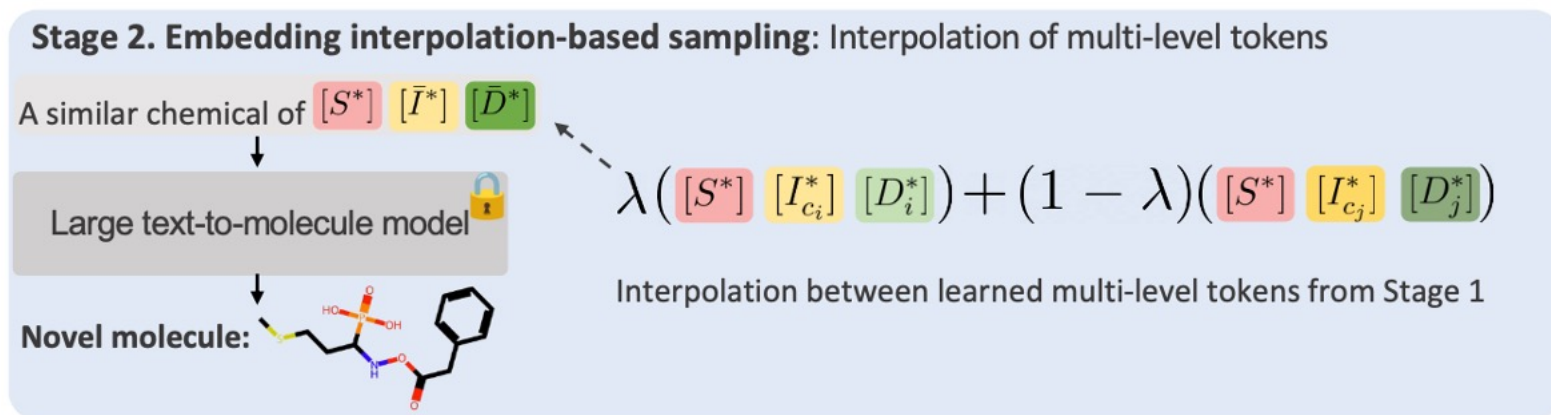 Stage 2. Embedding interpolation-based sampling: Interpolation of multi-level tokens
A similar chemical of [S*] [Ī*] [D̄*]
λ([S*] [I*_{c_i}] [D*_i])+(1 − λ)([S*] [I*_{c_j}] [D*_j])
Large text-to-molecule model
Interpolation between learned multi-level tokens from Stage 1
Novel molecule:
O
HO
P
OH
S
N
H
O
O